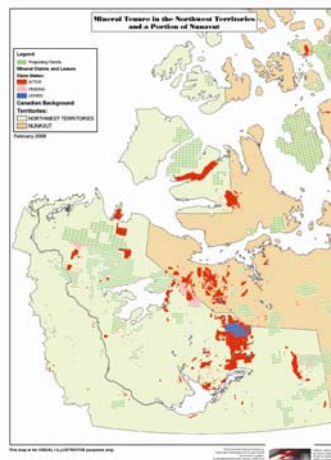 Mineral Tenure in the Northwest Territories
and a Portion of Nunavut
Legend
Prospecting Permits
Mineral Claims and Leases
Claim Status:
ACTIVE
PENDING
LEASED
Canadian Background
Territories:
NORTHWEST TERRITORIES
NUNAVUT
February 2009
This map is for VISUAL / ILLUSTRATIVE purposes only.